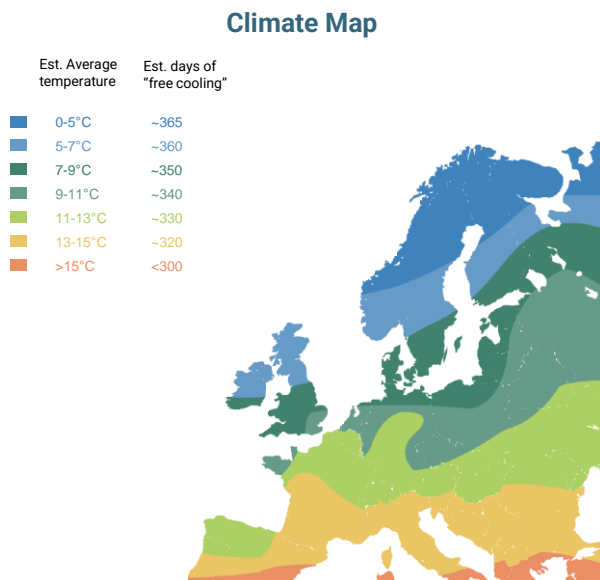 Climate Map
Est. Average temperature
Est. days of “free cooling”
0-5°C ~365
5-7°C ~360
7-9°C ~350
9-11°C ~340
11-13°C ~330
13-15°C ~320
>15°C <300